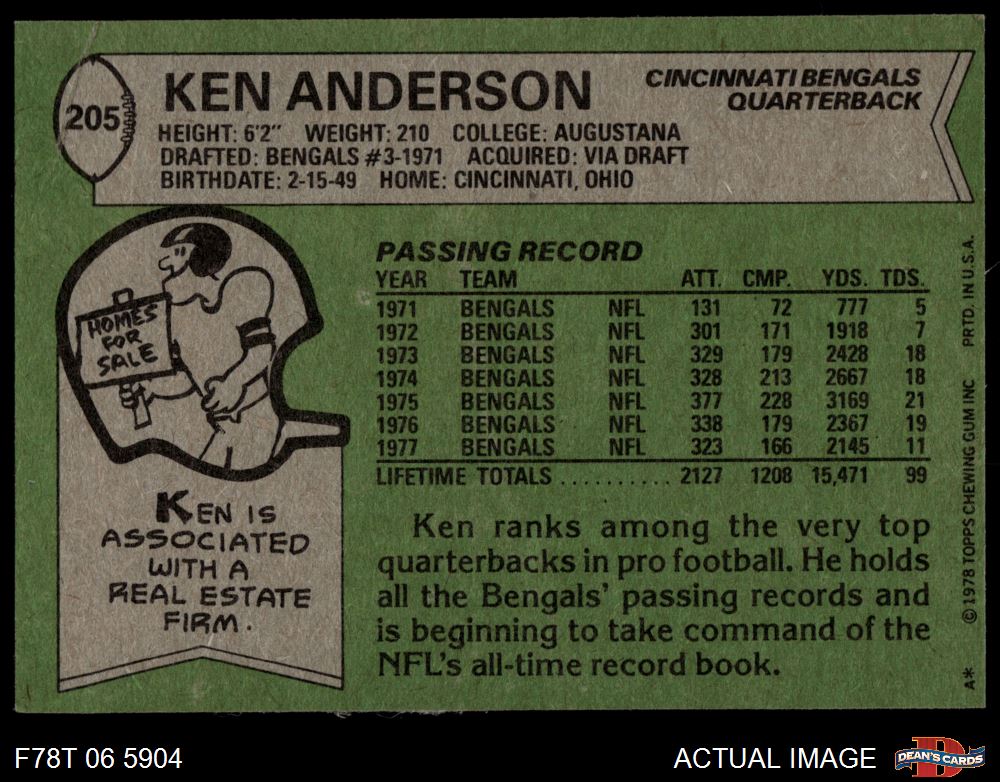 205
KEN ANDERSON
CINCINNATI BENGALS
QUARTERBACK
HEIGHT: 6'2" WEIGHT: 210 COLLEGE: AUGUSTANA
DRAFTED: BENGALS #3-1971 ACQUIRED: VIA DRAFT
BIRTHDATE: 2-15-49 HOME: CINCINNATI, OHIO
HOMES
FOR
SALE
KEN IS
ASSOCIATED
WITH A
REAL ESTATE
FIRM.
PASSING RECORD
YEAR TEAM ATT. CMP. YDS. TDS.
1971 BENGALS NFL 131 72 777 5
1972 BENGALS NFL 301 171 1918 7
1973 BENGALS NFL 329 179 2428 18
1974 BENGALS NFL 328 213 2667 18
1975 BENGALS NFL 377 228 3169 21
1976 BENGALS NFL 338 179 2367 19
1977 BENGALS NFL 323 166 2145 11
LIFETIME TOTALS .......... 2127 1208 15,471 99
Ken ranks among the very top
quarterbacks in pro football. He holds
all the Bengals' passing records and
is beginning to take command of the
NFL's all-time record book.
A* © 1978 TOPPS CHEWING GUM INC PRTD. IN U.S.A.
F78T 06 5904
ACTUAL IMAGE
D
DEAN'S CARDS